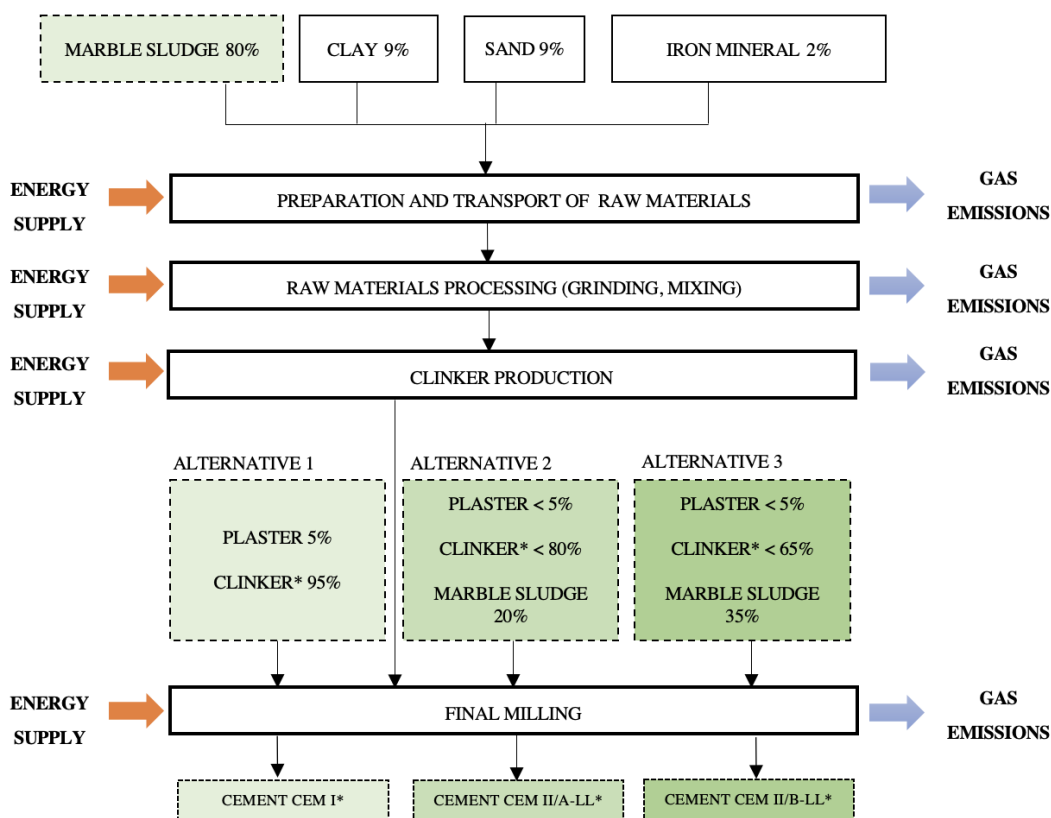 MARBLE SLUDGE 80%
CLAY 9%
SAND 9%
IRON MINERAL 2%
ENERGY
SUPPLY
PREPARATION AND TRANSPORT OF RAW MATERIALS
GAS
EMISSIONS
ENERGY
SUPPLY
RAW MATERIALS PROCESSING (GRINDING, MIXING)
GAS
EMISSIONS
ENERGY
SUPPLY
CLINKER PRODUCTION
GAS
EMISSIONS
ALTERNATIVE 1
PLASTER 5%
CLINKER* 95%
ALTERNATIVE 2
PLASTER < 5%
CLINKER* < 80%
MARBLE SLUDGE
20%
ALTERNATIVE 3
PLASTER < 5%
CLINKER* < 65%
MARBLE SLUDGE
35%
ENERGY
SUPPLY
FINAL MILLING
GAS
EMISSIONS
CEMENT CEM I*
CEMENT CEM II/A-LL*
CEMENT CEM II/B-LL*